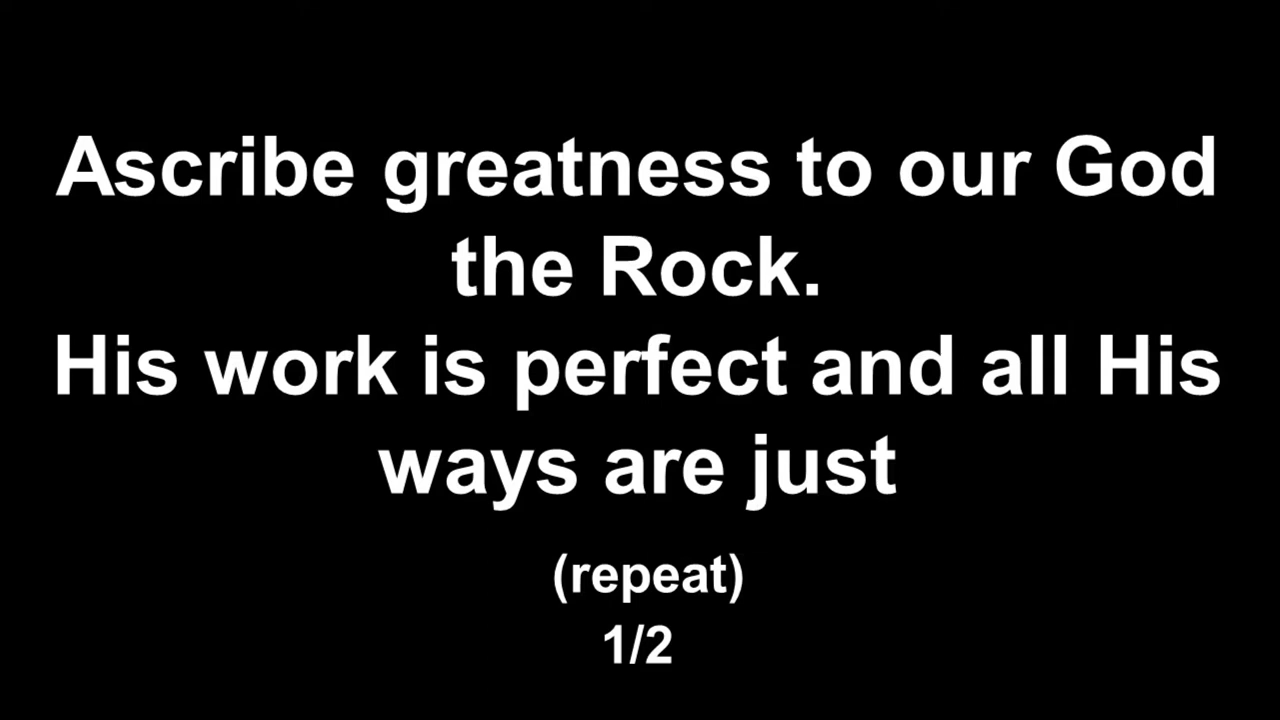 Ascribe greatness to our God
the Rock.
His work is perfect and all His
ways are just
(repeat)
1/2